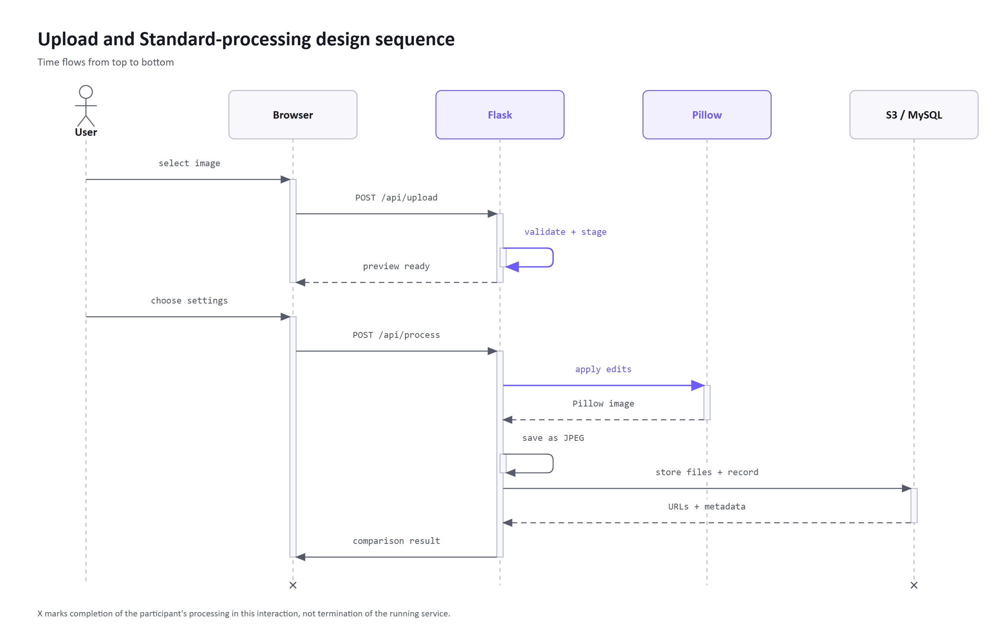 Upload and Standard-processing design sequence
Time flows from top to bottom
User
Browser
Flask
Pillow
S3 / MySQL
select image
POST /api/upload
validate + stage
preview ready
choose settings
POST /api/process
apply edits
Pillow image
save as JPEG
store files + record
URLs + metadata
comparison result
X marks completion of the participant's processing in this interaction, not termination of the running service.